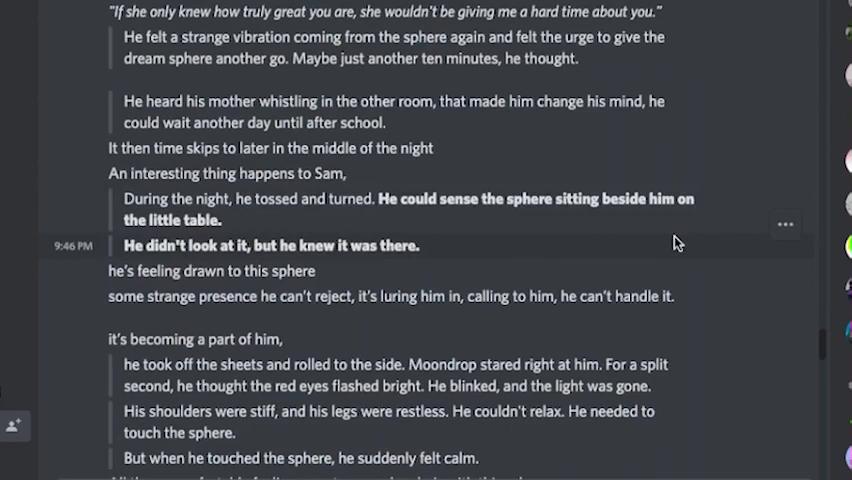 "If she only knew how truly great you are, she wouldn't be giving me a hard time about you."
He felt a strange vibration coming from the sphere again and felt the urge to give the
dream sphere another go. Maybe just another ten minutes, he thought.
He heard his mother whistling in the other room, that made him change his mind, he
could wait another day until after school.
It then time skips to later in the middle of the night
An interesting thing happens to Sam,
During the night, he tossed and turned. He could sense the sphere sitting beside him on
the little table.
9:46 PM He didn't look at it, but he knew it was there.
he's feeling drawn to this sphere
some strange presence he can't reject, it's luring him in, calling to him, he can't handle it.
it's becoming a part of him,
he took off the sheets and rolled to the side. Moondrop stared right at him. For a split
second, he thought the red eyes flashed bright. He blinked, and the light was gone.
His shoulders were stiff, and his legs were restless. He couldn't relax. He needed to
touch the sphere.
But when he touched the sphere, he suddenly felt calm.